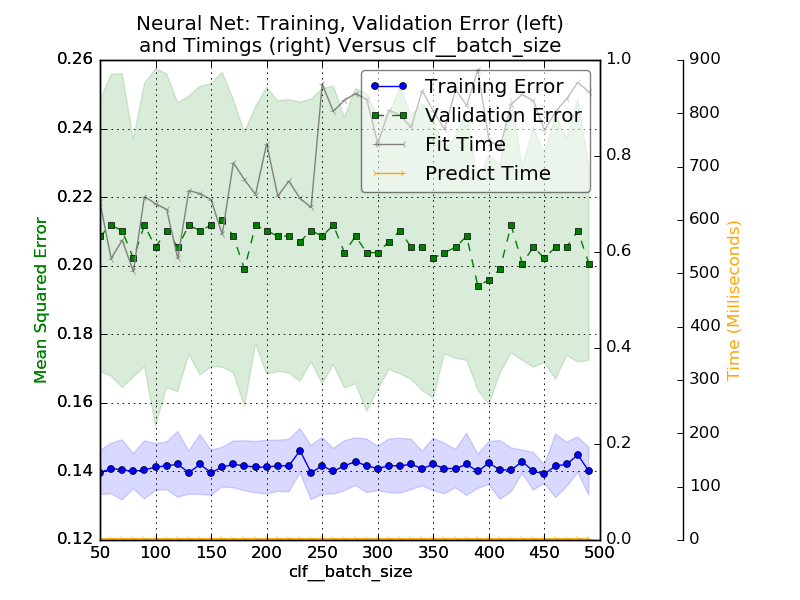 Neural Net: Training, Validation Error (left)
and Timings (right) Versus clf__batch_size
Mean Squared Error
0.26
0.24
0.22
0.20
0.18
0.16
0.14
0.12
Training Error
Validation Error
Fit Time
Predict Time
1.0
0.8
0.6
0.4
0.2
0.0
900
800
700
600
500
400
300
200
100
0
Time (Milliseconds)
50 100 150 200 250 300 350 400 450 500
clf__batch_size